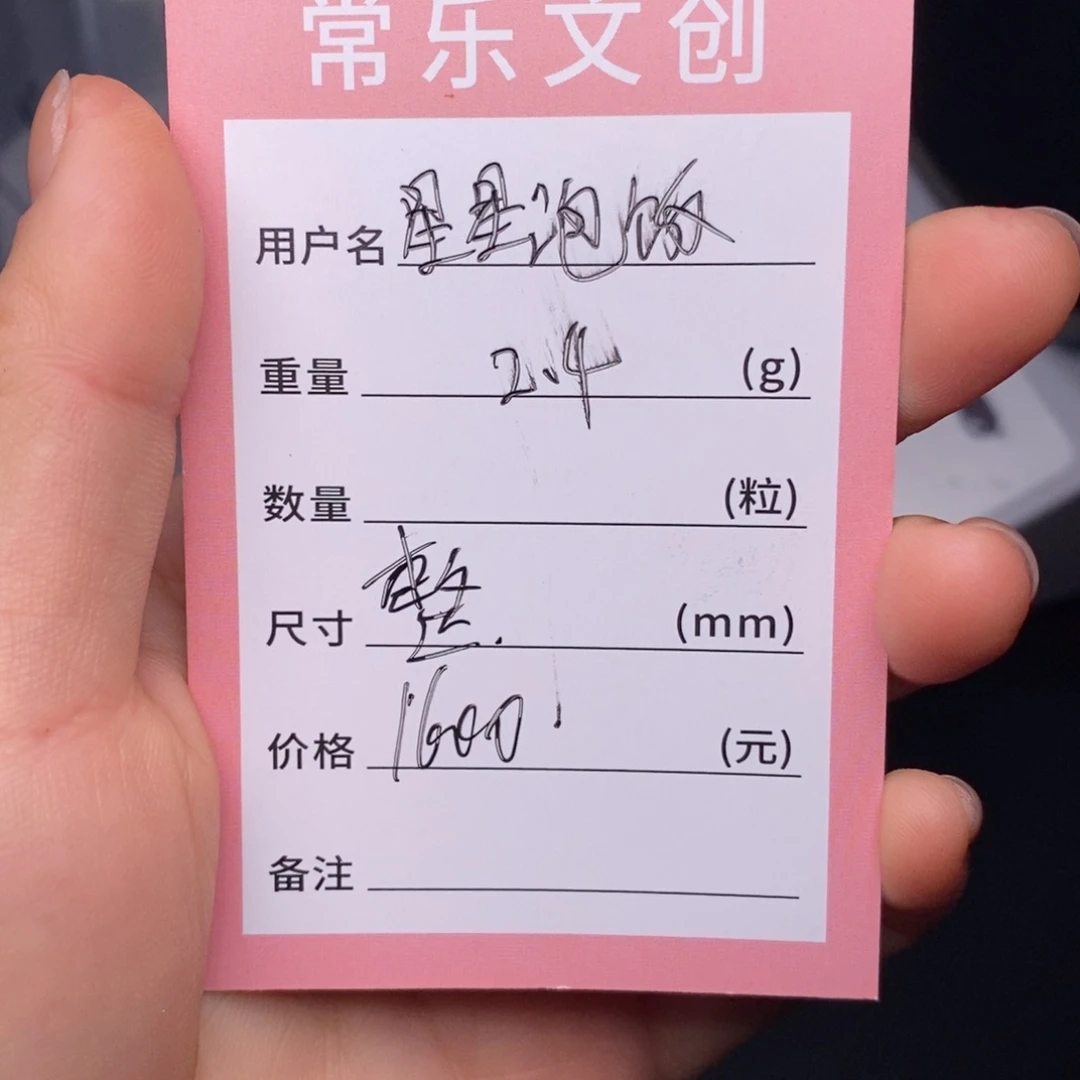 常乐文创
用户名 星星泡饭
重量 2.4 (g)
数量 (粒)
尺寸 整. (mm)
价格 1600 (元)
备注